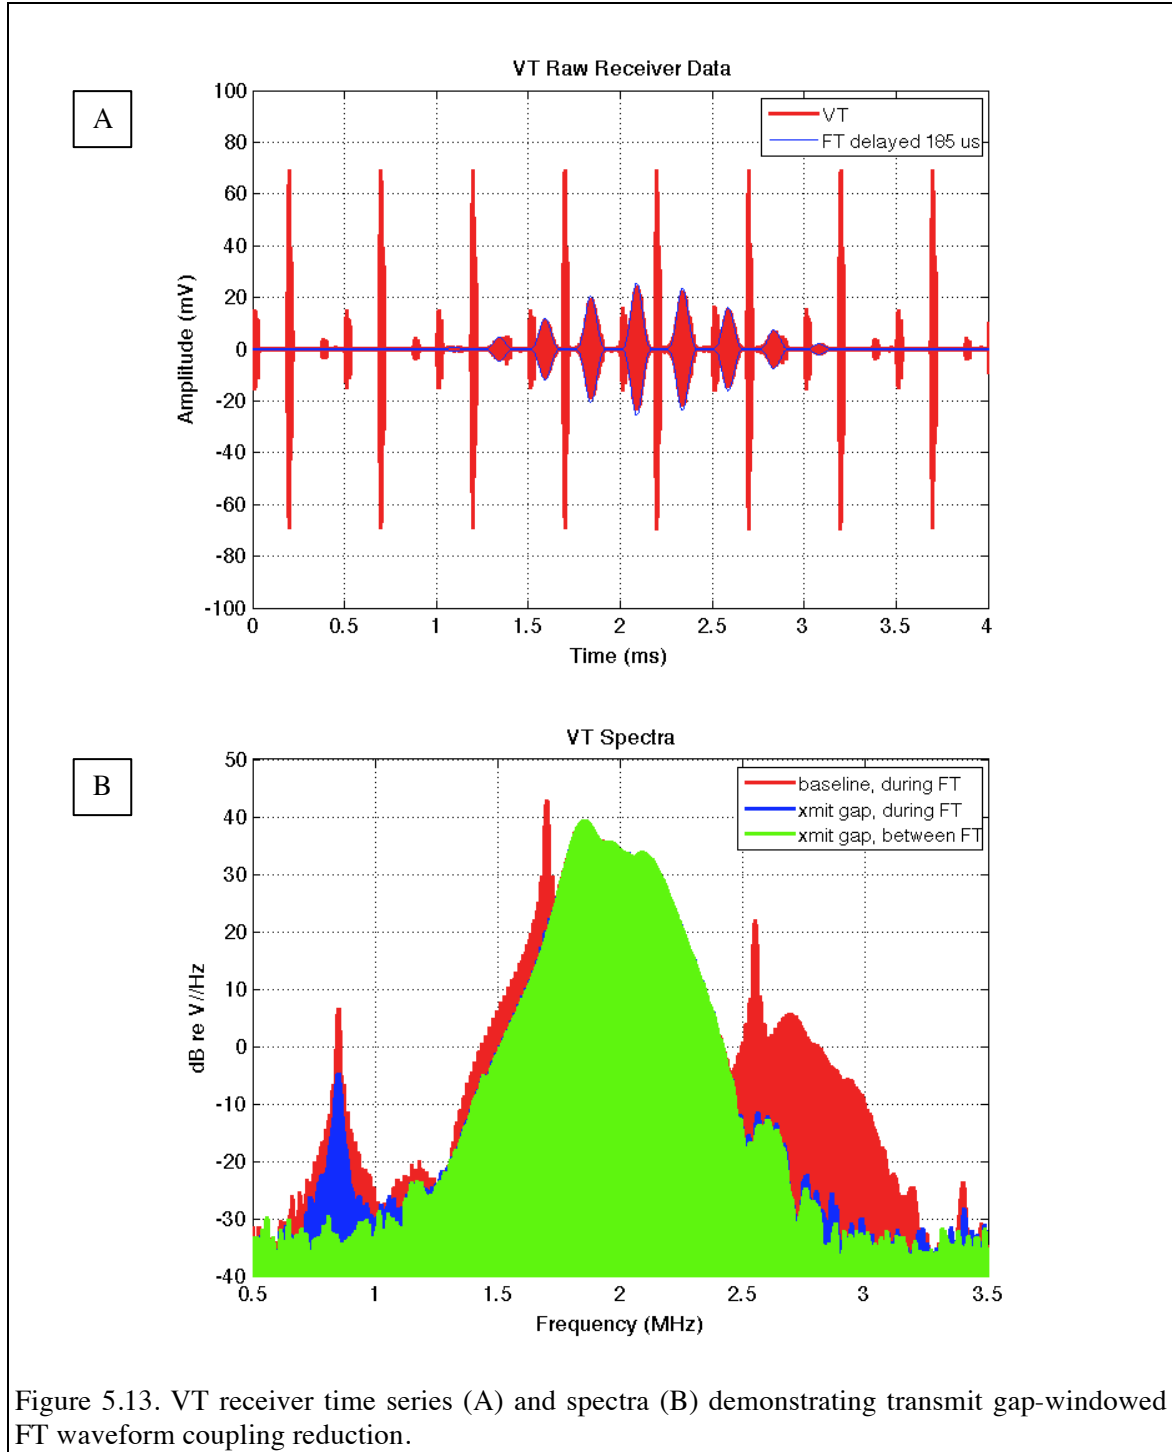 A
VT Raw Receiver Data
VT
FT delayed 185 us
100
80
60
40
20
0
-20
-40
-60
-80
-100
Amplitude (mV)
0 0.5 1 1.5 2 2.5 3 3.5 4
Time (ms)
B
VT Spectra
baseline, during FT
xmit gap, during FT
xmit gap, between FT
50
40
30
20
10
0
-10
-20
-30
-40
dB re V//Hz
0.5 1 1.5 2 2.5 3 3.5
Frequency (MHz)
Figure 5.13. VT receiver time series (A) and spectra (B) demonstrating transmit gap-windowed
FT waveform coupling reduction.